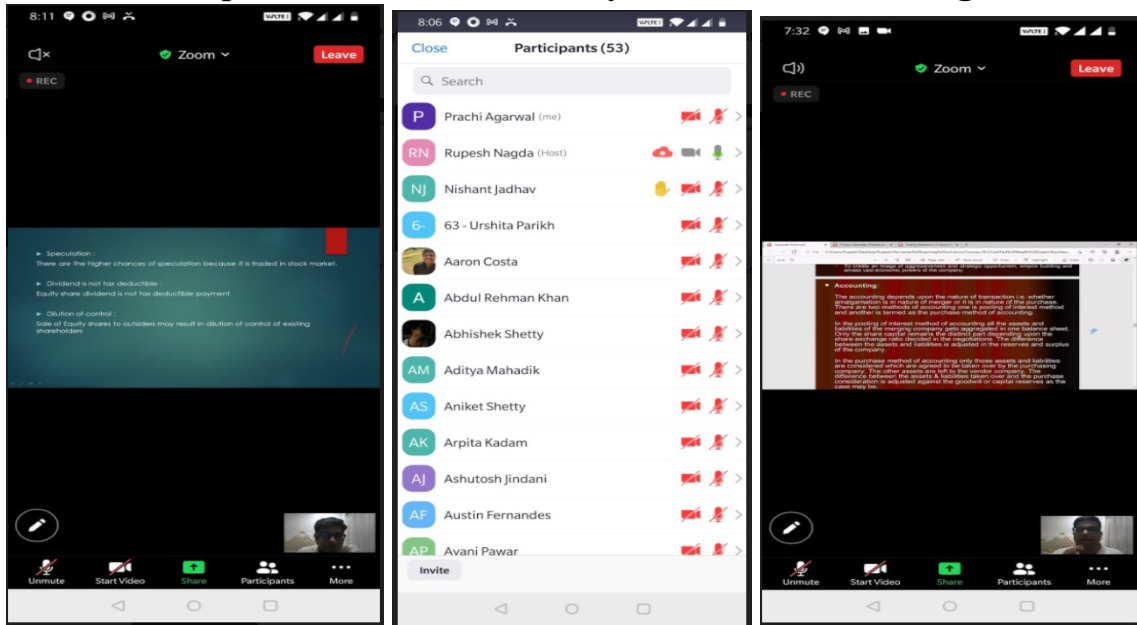 8:11
Zoom
Leave
REC
Speculation :
There are the higher chances of speculation because it is traded in stock market.
Dividend is not tax deductible :
Equity share dividend is not tax deductible payment
Dilution of control :
Sale of Equity shares to outsiders may result in dilution of control of existing
shareholders
Unmute Start Video Share Participants More
8:06
Close Participants (53)
Search
P Prachi Agarwal (me)
RN Rupesh Nagda (Host)
NJ Nishant Jadhav
6- 63 - Urshita Parikh
Aaron Costa
A Abdul Rehman Khan
Abhishek Shetty
AM Aditya Mahadik
AS Aniket Shetty
AK Arpita Kadam
AJ Ashutosh Jindani
AF Austin Fernandes
AP Avani Pawar
Invite
7:32
Zoom
Leave
REC
Accounting:
The accounting depends upon the nature of transaction i.e. whether
amalgamation is in nature of merger or it is in nature of the purchase.
There are two methods of accounting one is pooling of interest method
and another is termed as the purchase method of accounting.
In the pooling of interest method of accounting all the assets and
liabilities of the merging company gets aggregated in one balance sheet.
Only the share capital remains the distinct part depending upon the
share exchange ratio decided in the negotiations. The difference
between the assets and liabilities is adjusted in the reserves and surplus
of the company.
In the purchase method of accounting only those assets and liabilities
are considered which are agreed to be taken over by the purchasing
company. The other assets are left to the vendor company. The
difference between the assets & liabilities taken over and the purchase
consideration is adjusted against the goodwill or capital reserves as the
case may be.
Unmute Start Video Share Participants More